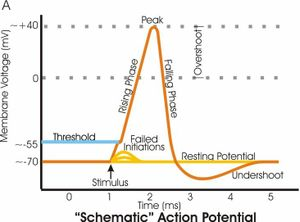 A
Membrane Voltage (mV)
~+40
0
~-55
~-70
Peak
Overshoot
Rising Phase
Falling Phase
Threshold
Failed
Initiations
Resting Potential
Stimulus
Undershoot
0
1
2
3
4
5
Time (ms)
"Schematic" Action Potential